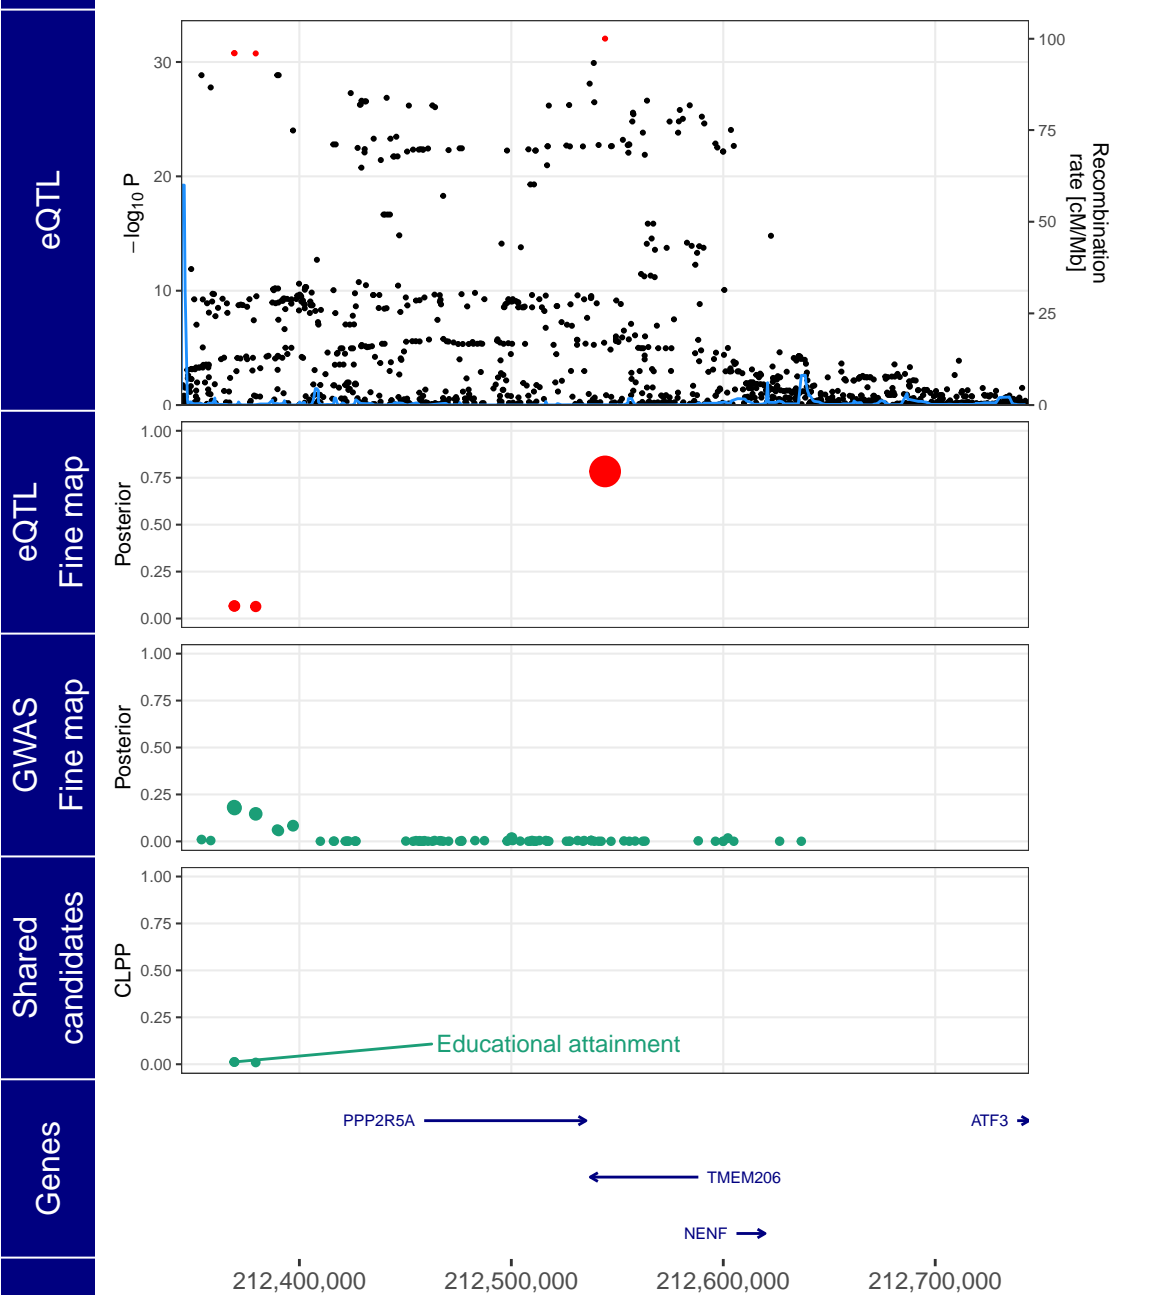 eQTL
−log10 P
0
10
20
30
0
25
50
75
100
Recombination
rate [cM/Mb]
eQTL
Fine map
Posterior
1.00
0.75
0.50
0.25
0.00
GWAS
Fine map
Posterior
1.00
0.75
0.50
0.25
0.00
Shared
candidates
CLPP
1.00
0.75
0.50
0.25
0.00
Educational attainment
Genes
PPP2R5A
ATF3
TMEM206
NENF
212,400,000
212,500,000
212,600,000
212,700,000